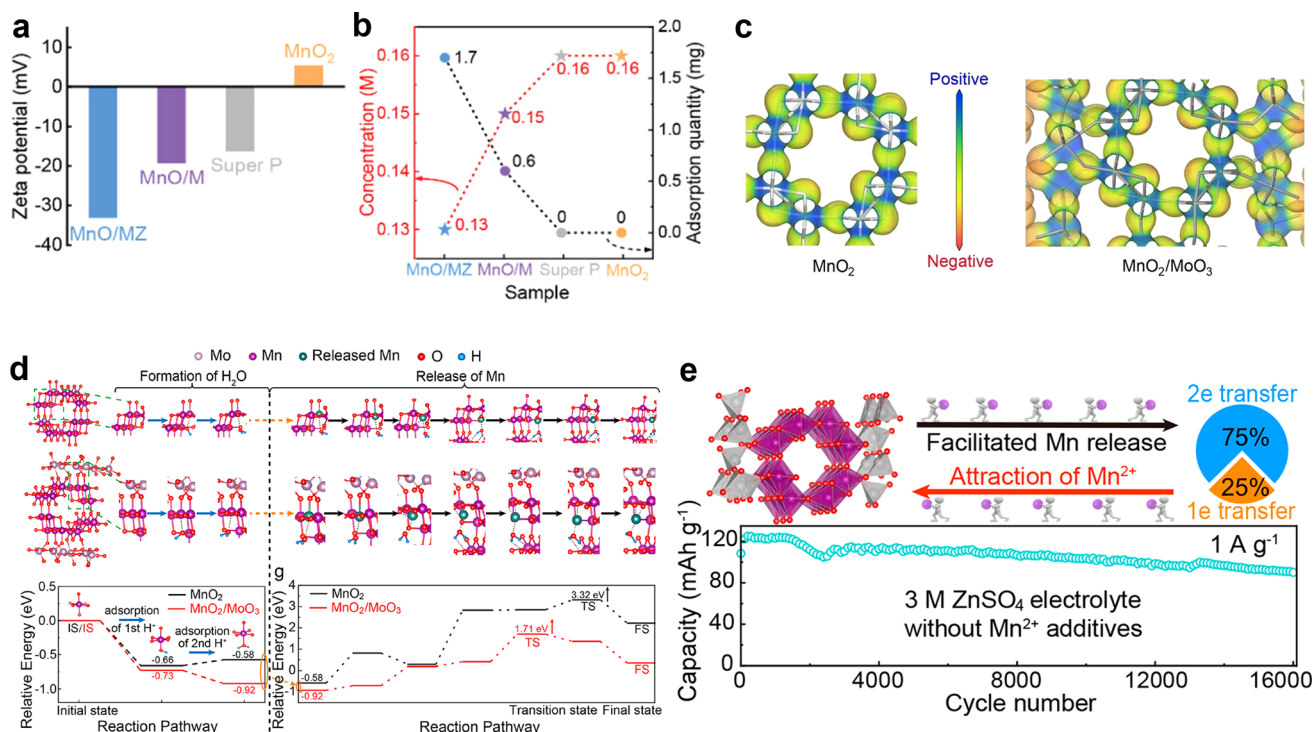 a
Zeta potential (mV)
20
10
0
-10
-20
-30
-40
MnO/MZ
MnO/M
Super P
MnO₂
b
Concentration (M)
0.16
0.15
0.14
0.13
1.7
0.16
0.16
0.15
0.6
0.13
0
0
2.0
1.5
1.0
0.5
0.0
Adsorption quantity (mg)
MnO/MZ MnO/M Super P MnO₂
Sample
c
Positive
Negative
MnO₂
MnO₂/MoO₃
d
Mo Mn Released Mn O H
Formation of H₂O
Release of Mn
Relative Energy (eV)
0.5
0.0
-0.5
-1.0
MnO₂
MnO₂/MoO₃
IS/IS
adsorption
of 1st H⁺
adsorption
of 2nd H⁺
-0.66
-0.58
-0.73
-0.92
Initial state
Reaction Pathway
g
Relative Energy (eV)
4
3
2
1
0
-1
MnO₂
MnO₂/MoO₃
3.32 eV
TS
FS
1.71 eV
TS
FS
-0.58
-0.92
Transition state Final state
Reaction Pathway
e
Facilitated Mn release
Attraction of Mn²⁺
2e transfer
75%
25%
1e transfer
Capacity (mAh g⁻¹)
120
80
40
0
1 A g⁻¹
3 M ZnSO₄ electrolyte
without Mn²⁺ additives
0 4000 8000 12000 16000
Cycle number